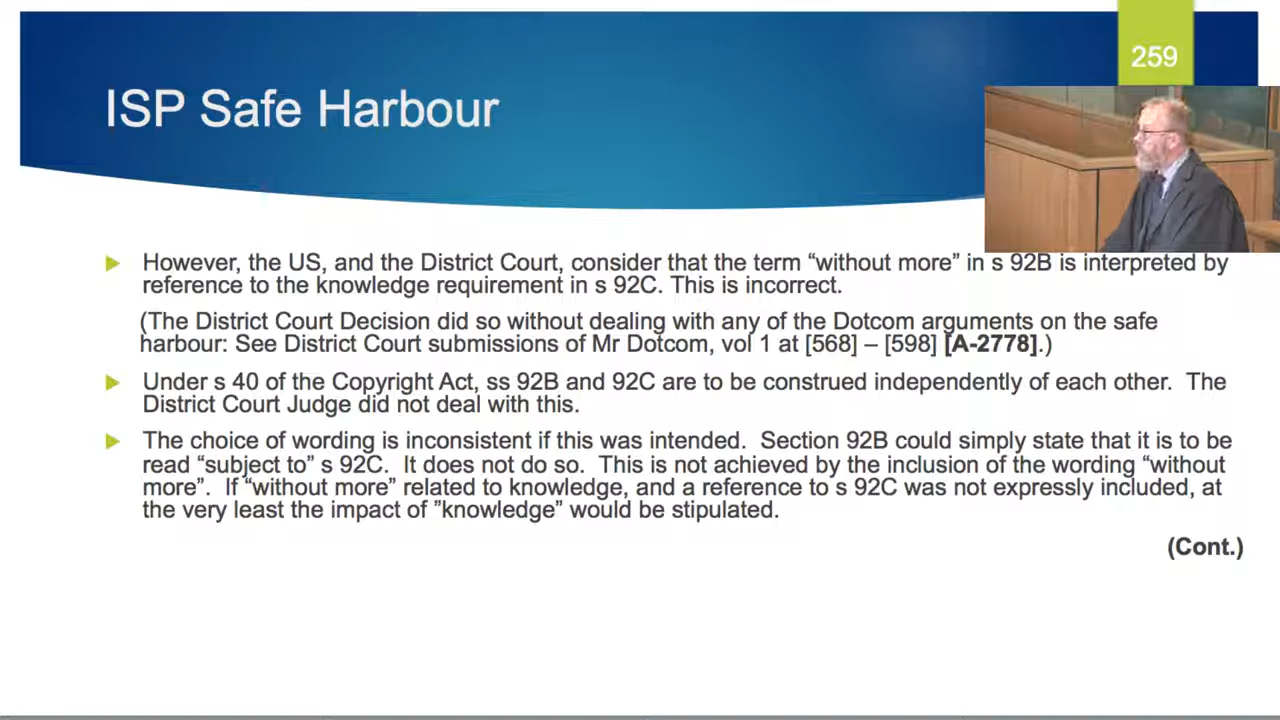 259
ISP Safe Harbour
However, the US, and the District Court, consider that the term “without more” in s 92B is interpreted by
reference to the knowledge requirement in s 92C. This is incorrect.
(The District Court Decision did so without dealing with any of the Dotcom arguments on the safe
harbour: See District Court submissions of Mr Dotcom, vol 1 at [568] – [598] [A-2778].)
Under s 40 of the Copyright Act, ss 92B and 92C are to be construed independently of each other. The
District Court Judge did not deal with this.
The choice of wording is inconsistent if this was intended. Section 92B could simply state that it is to be
read “subject to” s 92C. It does not do so. This is not achieved by the inclusion of the wording “without
more”. If “without more” related to knowledge, and a reference to s 92C was not expressly included, at
the very least the impact of ”knowledge” would be stipulated.
(Cont.)